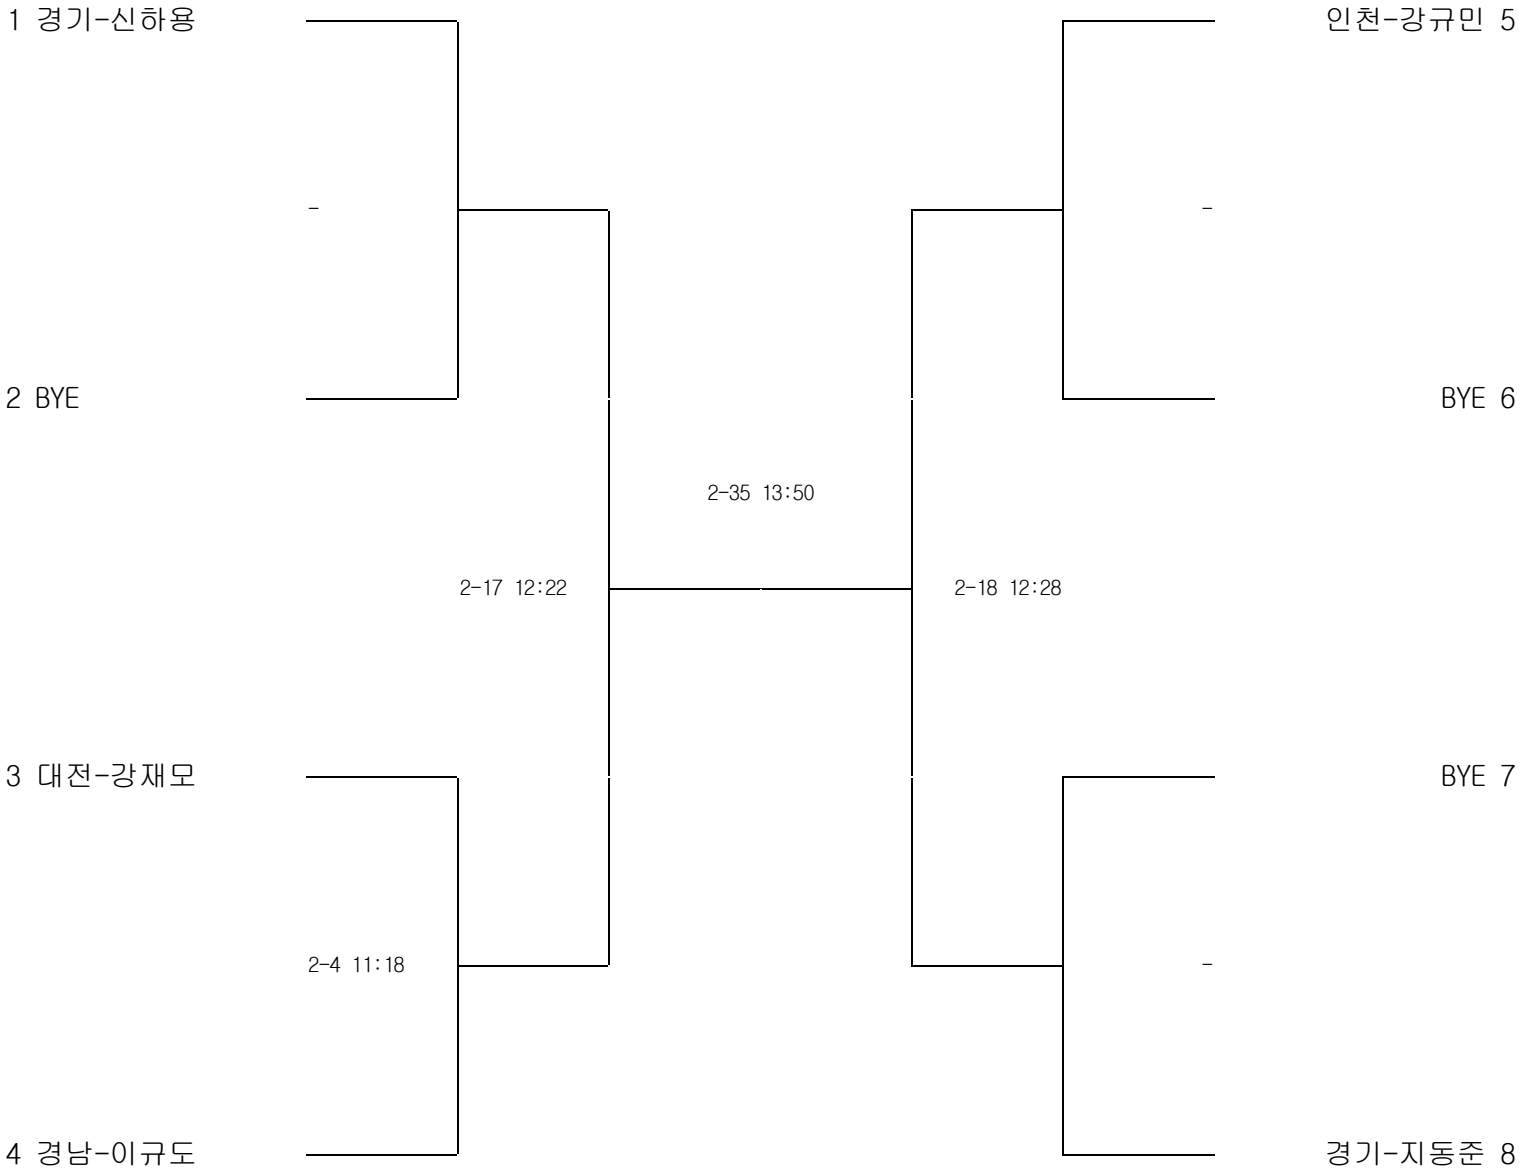 1 경기-신하용
인천-강규민 5
-
-
2 BYE
BYE 6
2-35 13:50
2-17 12:22
2-18 12:28
3 대전-강재모
BYE 7
2-4 11:18
-
4 경남-이규도
경기-지동준 8